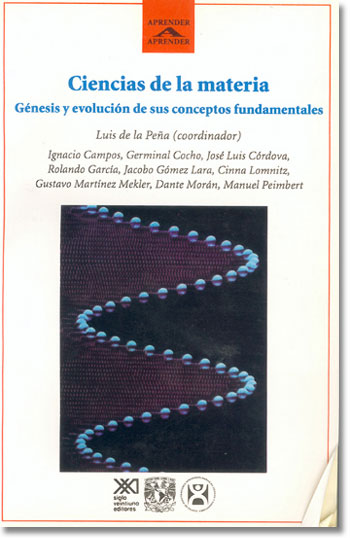 APRENDER
A
APRENDER
Ciencias de la materia
Génesis y evolución de sus conceptos fundamentales
Luis de la Peña (coordinador)
Ignacio Campos, Germinal Cocho, José Luis Córdova,
Rolando García, Jacobo Gómez Lara, Cinna Lomnitz,
Gustavo Martínez Mekler, Dante Morán, Manuel Peimbert
siglo
veintiuno
editores